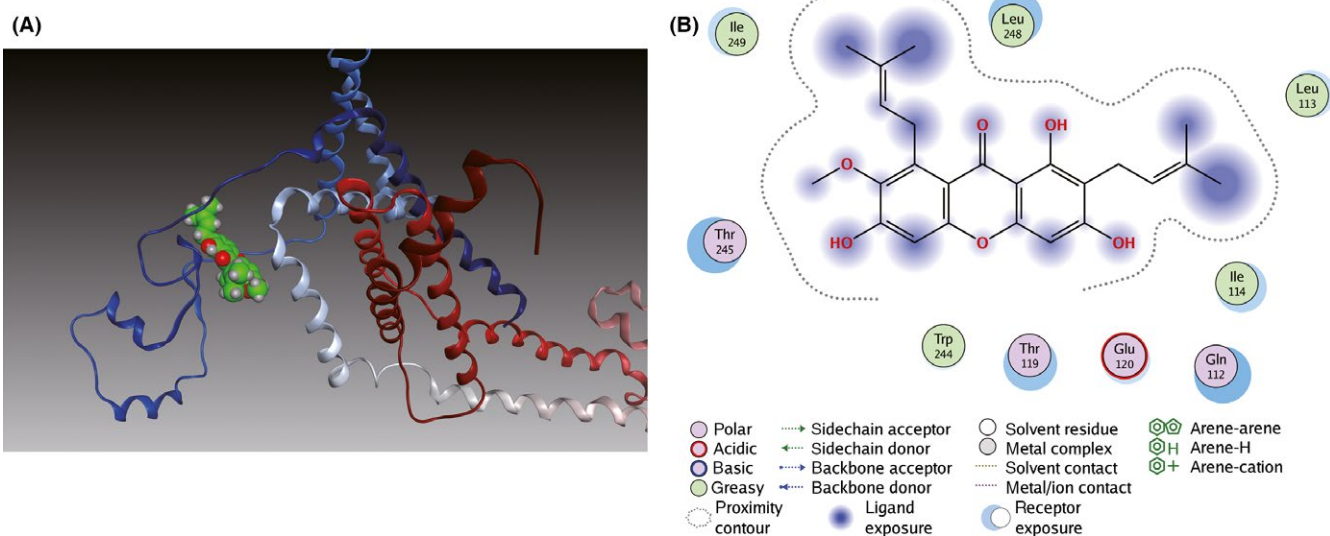 (A)
(B)
Ile
249
Leu
248
Leu
113
O
OH
O
HO
O
OH
Thr
245
Ile
114
Trp
244
Thr
119
Glu
120
Gln
112
Polar
Acidic
Basic
Greasy
Proximity
contour
Sidechain acceptor
Sidechain donor
Backbone acceptor
Backbone donor
Ligand
exposure
Solvent residue
Metal complex
Solvent contact
Metal/ion contact
Receptor
exposure
Arene-arene
H Arene-H
+ Arene-cation